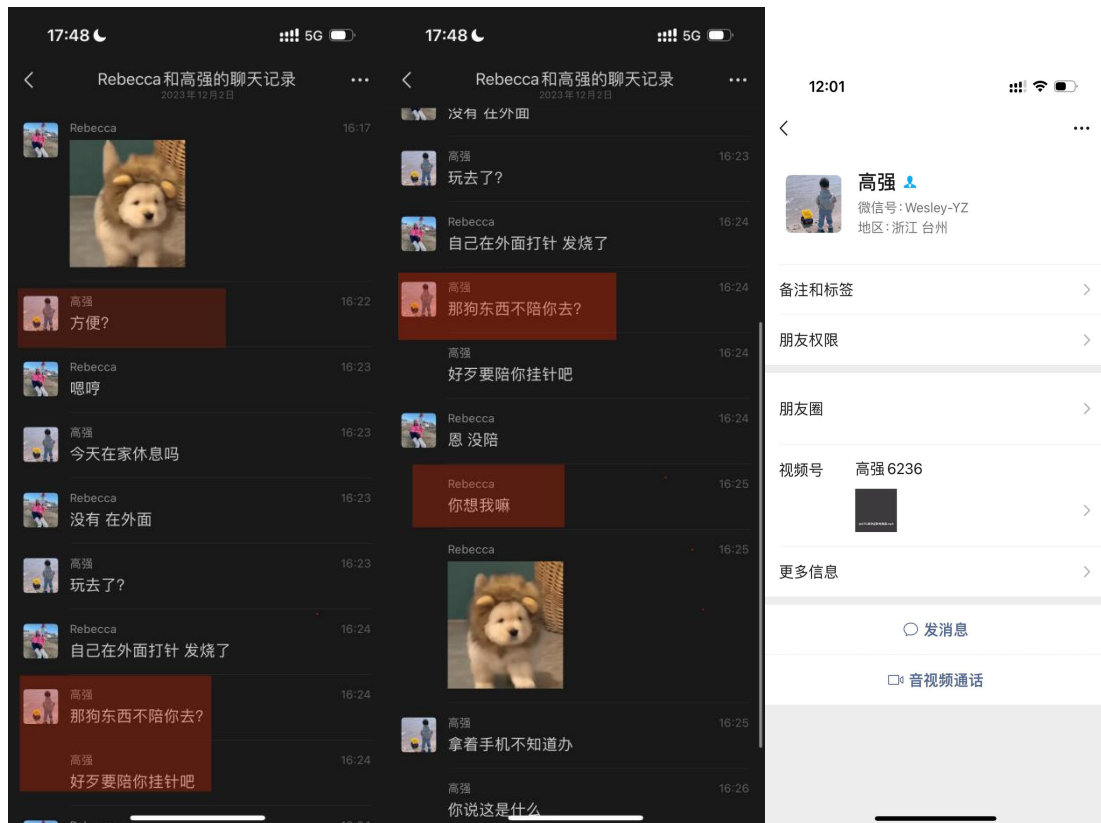 17:48
5G
Rebecca和高强的聊天记录
2023年12月2日
Rebecca
16:17
高强
16:22
方便?
Rebecca
16:23
嗯哼
高强
16:23
今天在家休息吗
Rebecca
16:23
没有 在外面
高强
16:23
玩去了?
Rebecca
16:24
自己在外面打针 发烧了
高强
16:24
那狗东西不陪你去?
高强
16:24
好歹要陪你挂针吧
17:48
5G
Rebecca和高强的聊天记录
2023年12月2日
没有 在外面
高强
16:23
玩去了?
Rebecca
16:24
自己在外面打针 发烧了
高强
16:24
那狗东西不陪你去?
高强
16:24
好歹要陪你挂针吧
Rebecca
16:24
恩 没陪
Rebecca
16:25
你想我嘛
Rebecca
16:25
高强
16:25
拿着手机不知道办
高强
16:26
你说这是什么
12:01
高强
微信号:Wesley-YZ
地区:浙江 台州
备注和标签
朋友权限
朋友圈
视频号
高强6236
更多信息
发消息
音视频通话